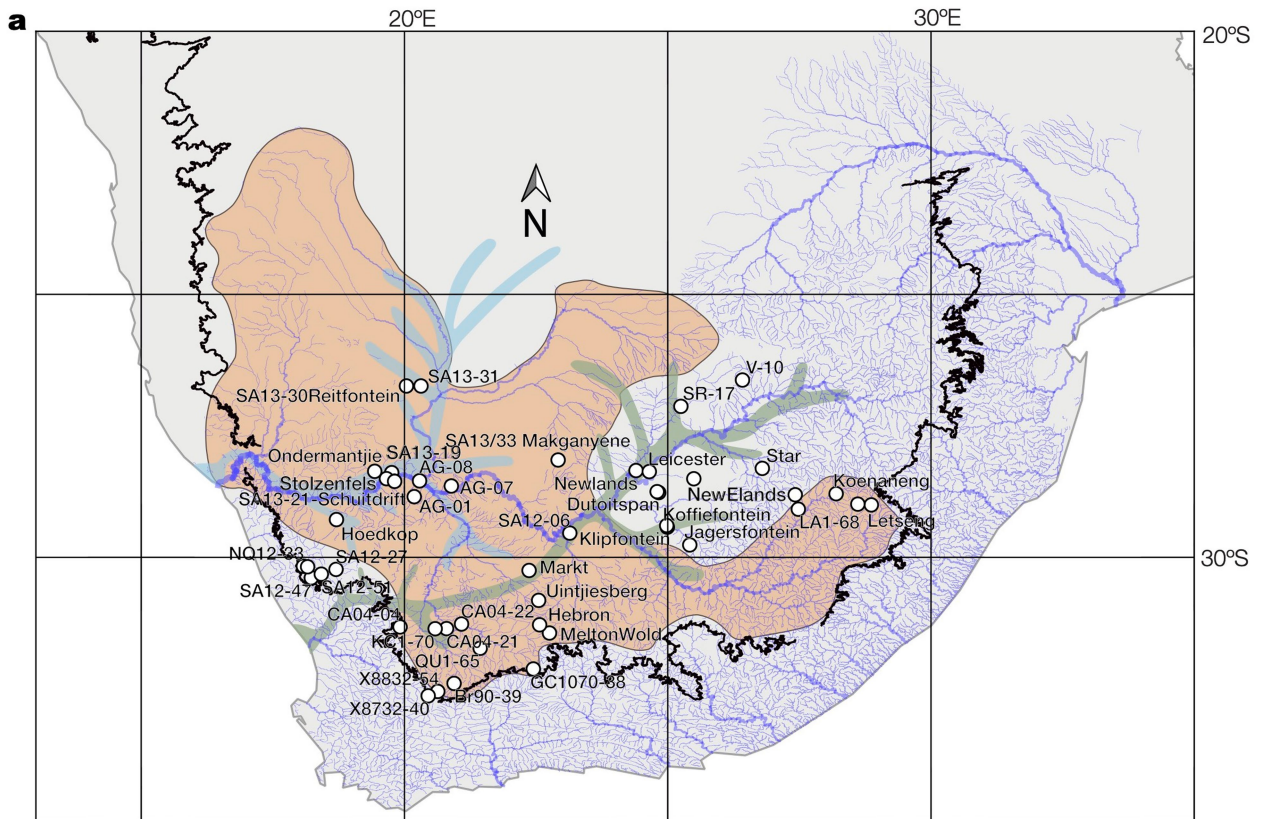 a
20ºE
30ºE
20ºS
N
V-10
SA13-31
SA13-30Reitfontein
SR-17
SA13/33 Makganyene
Ondermantjie
SA13-19
Leicester
Star
AG-08
Stolzenfels
AG-07
Newlands
NewElands
Koenaneng
SA13-21-Schuitdrift
AG-01
Dutoitspan
Koffiefontein
LA1-68
Letseng
SA12-06
Hoedkop
Klipfontein
Jagersfontein
NQ12-33
SA12-27
30ºS
Markt
SA12-47
SA12-51
Uintjiesberg
CA04-04
CA04-22
Hebron
KC1-70
CA04-21
MeltonWold
QU1-65
X8832-54
GC1070-88
Br90-39
X8732-40